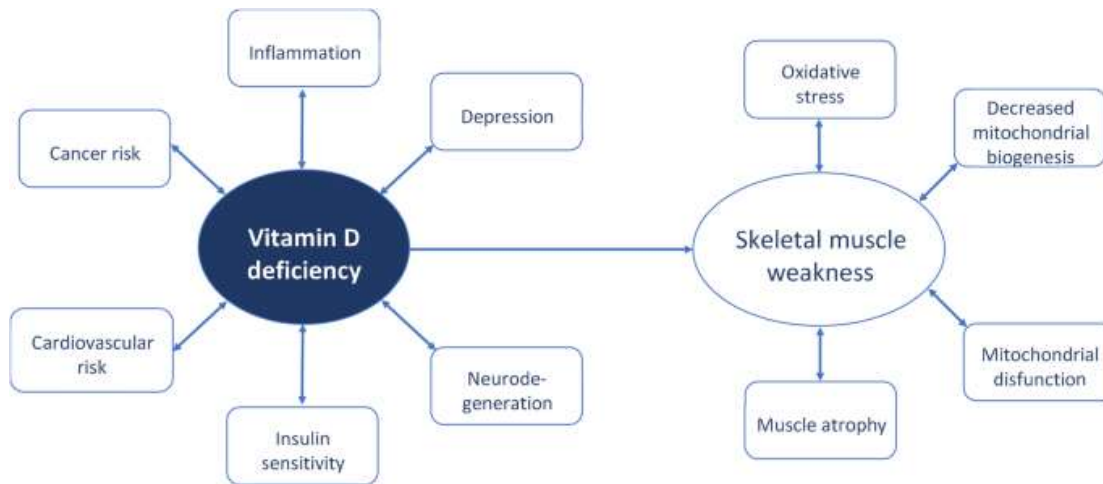 Inflammation
Depression
Cancer risk
Vitamin D
deficiency
Cardiovascular
risk
Insulin
sensitivity
Neurode-
generation
Oxidative
stress
Decreased
mitochondrial
biogenesis
Skeletal muscle
weakness
Mitochondrial
disfunction
Muscle atrophy